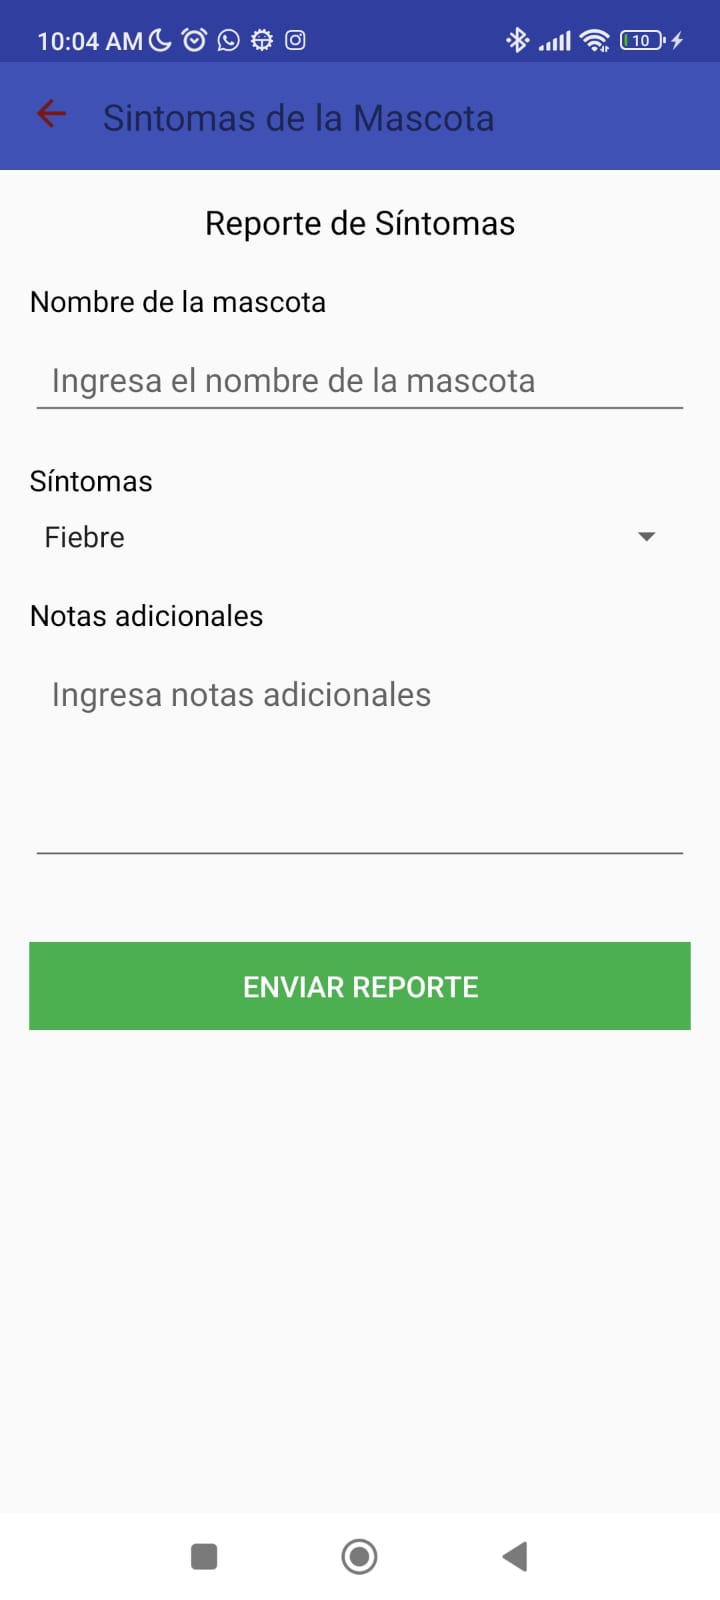 10:04 AM
10
Sintomas de la Mascota
Reporte de Síntomas
Nombre de la mascota
Ingresa el nombre de la mascota
Síntomas
Fiebre
Notas adicionales
Ingresa notas adicionales
ENVIAR REPORTE